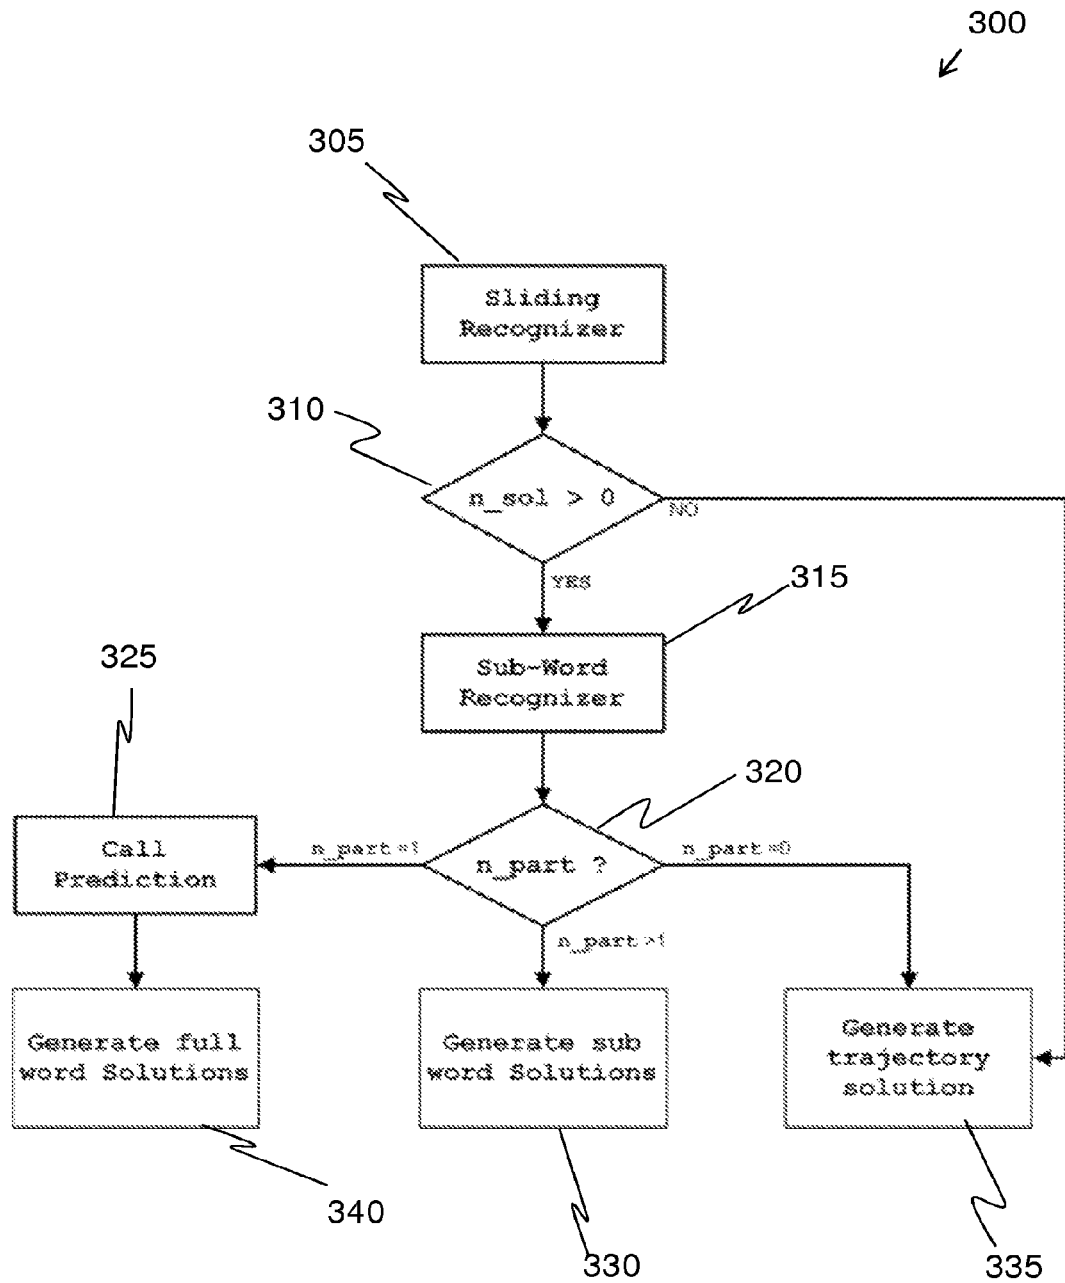 300
305
Sliding
Recognizer
310
n_sol > 0
NO
YES
315
Sub-Word
Recognizer
325
320
Call
Prediction
n_part =1
n_part ?
n_part =0
n_part >1
Generate full
word Solutions
Generate sub
word Solutions
Generate
trajectory
solution
340
330
335